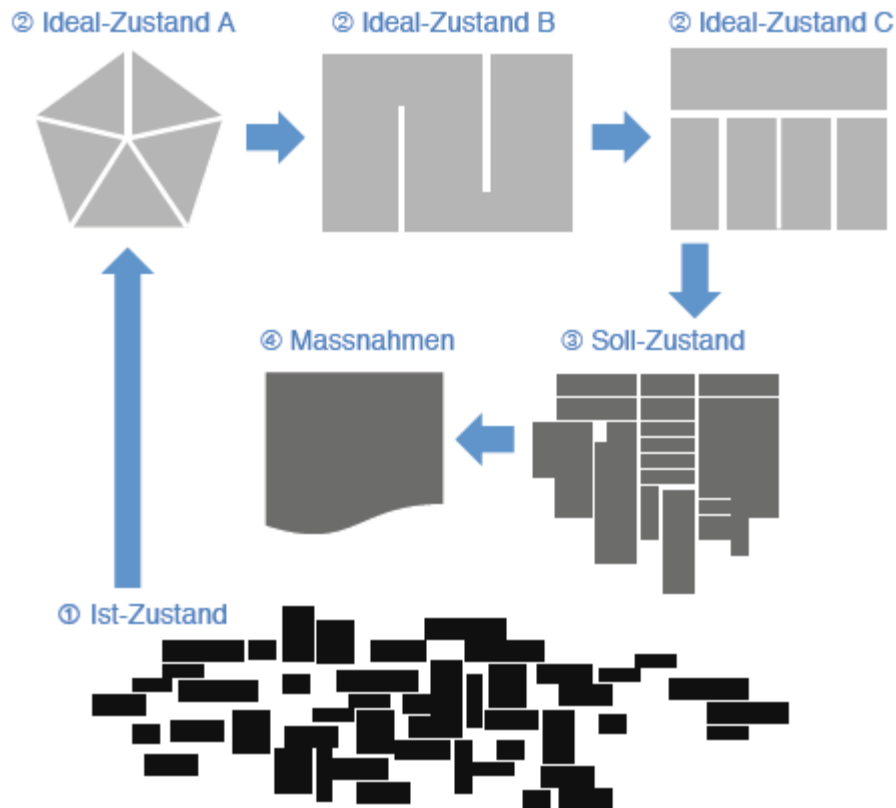 ② Ideal-Zustand A
② Ideal-Zustand B
② Ideal-Zustand C
④ Massnahmen
③ Soll-Zustand
① Ist-Zustand